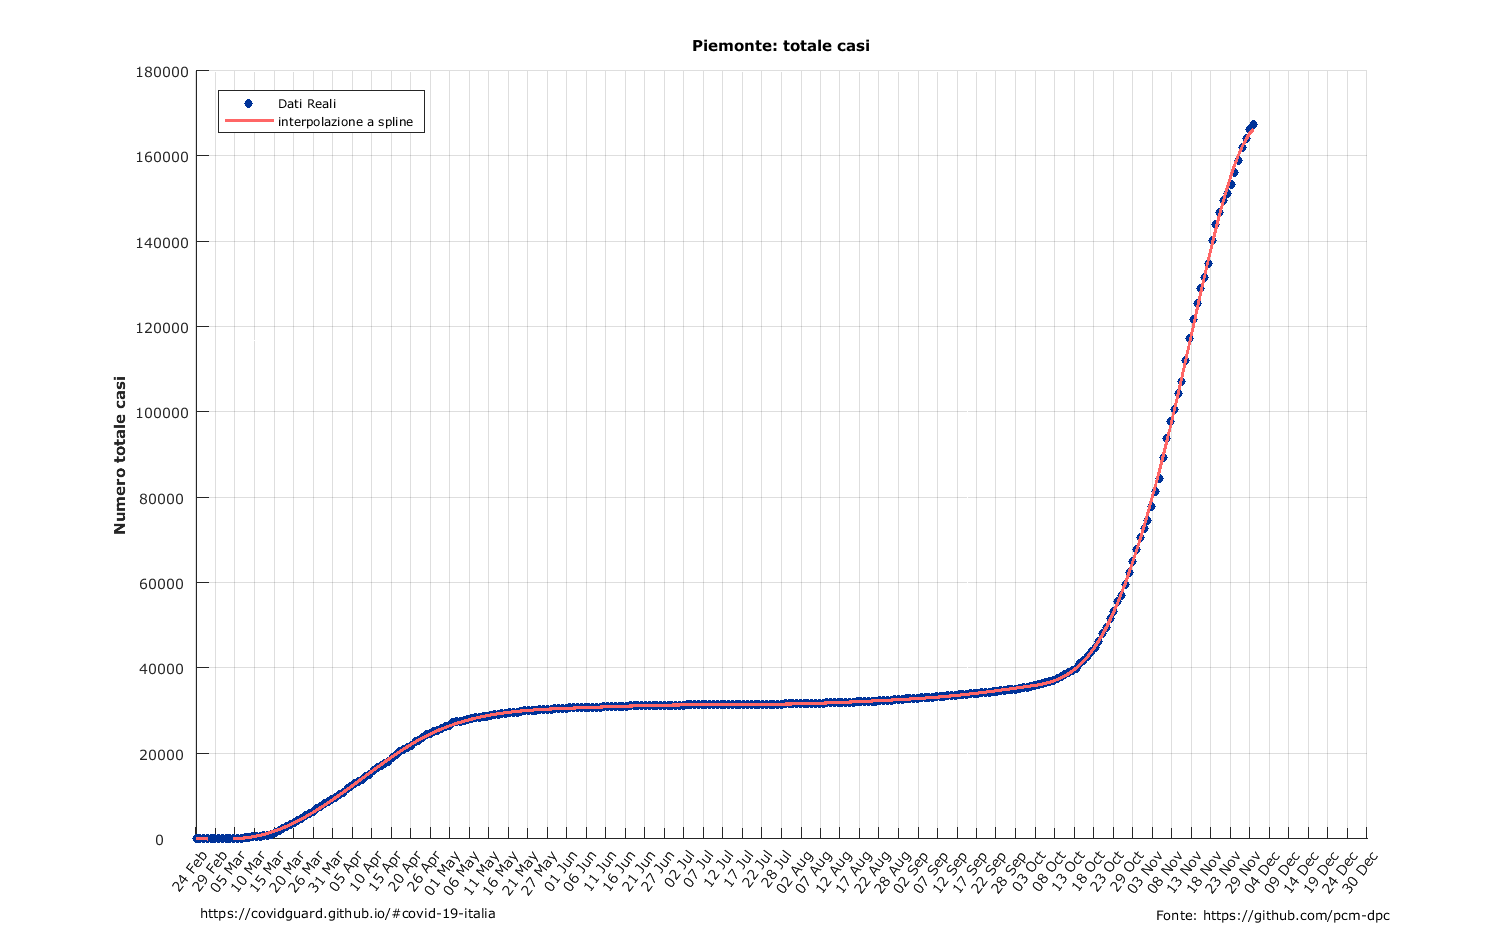 Piemonte: totale casi
180000
160000
140000
120000
100000
80000
60000
40000
20000
0
Numero totale casi
Dati Reali
interpolazione a spline
24 Feb
29 Feb
05 Mar
10 Mar
15 Mar
20 Mar
26 Mar
31 Mar
05 Apr
10 Apr
15 Apr
20 Apr
26 Apr
01 May
06 May
11 May
16 May
21 May
27 May
01 Jun
06 Jun
11 Jun
16 Jun
21 Jun
27 Jun
02 Jul
07 Jul
12 Jul
17 Jul
22 Jul
28 Jul
02 Aug
07 Aug
12 Aug
17 Aug
22 Aug
28 Aug
02 Sep
07 Sep
12 Sep
17 Sep
22 Sep
28 Sep
03 Oct
08 Oct
13 Oct
18 Oct
23 Oct
29 Oct
03 Nov
08 Nov
13 Nov
18 Nov
23 Nov
29 Nov
04 Dec
09 Dec
14 Dec
19 Dec
24 Dec
30 Dec
https://covidguard.github.io/#covid-19-italia
Fonte: https://github.com/pcm-dpc